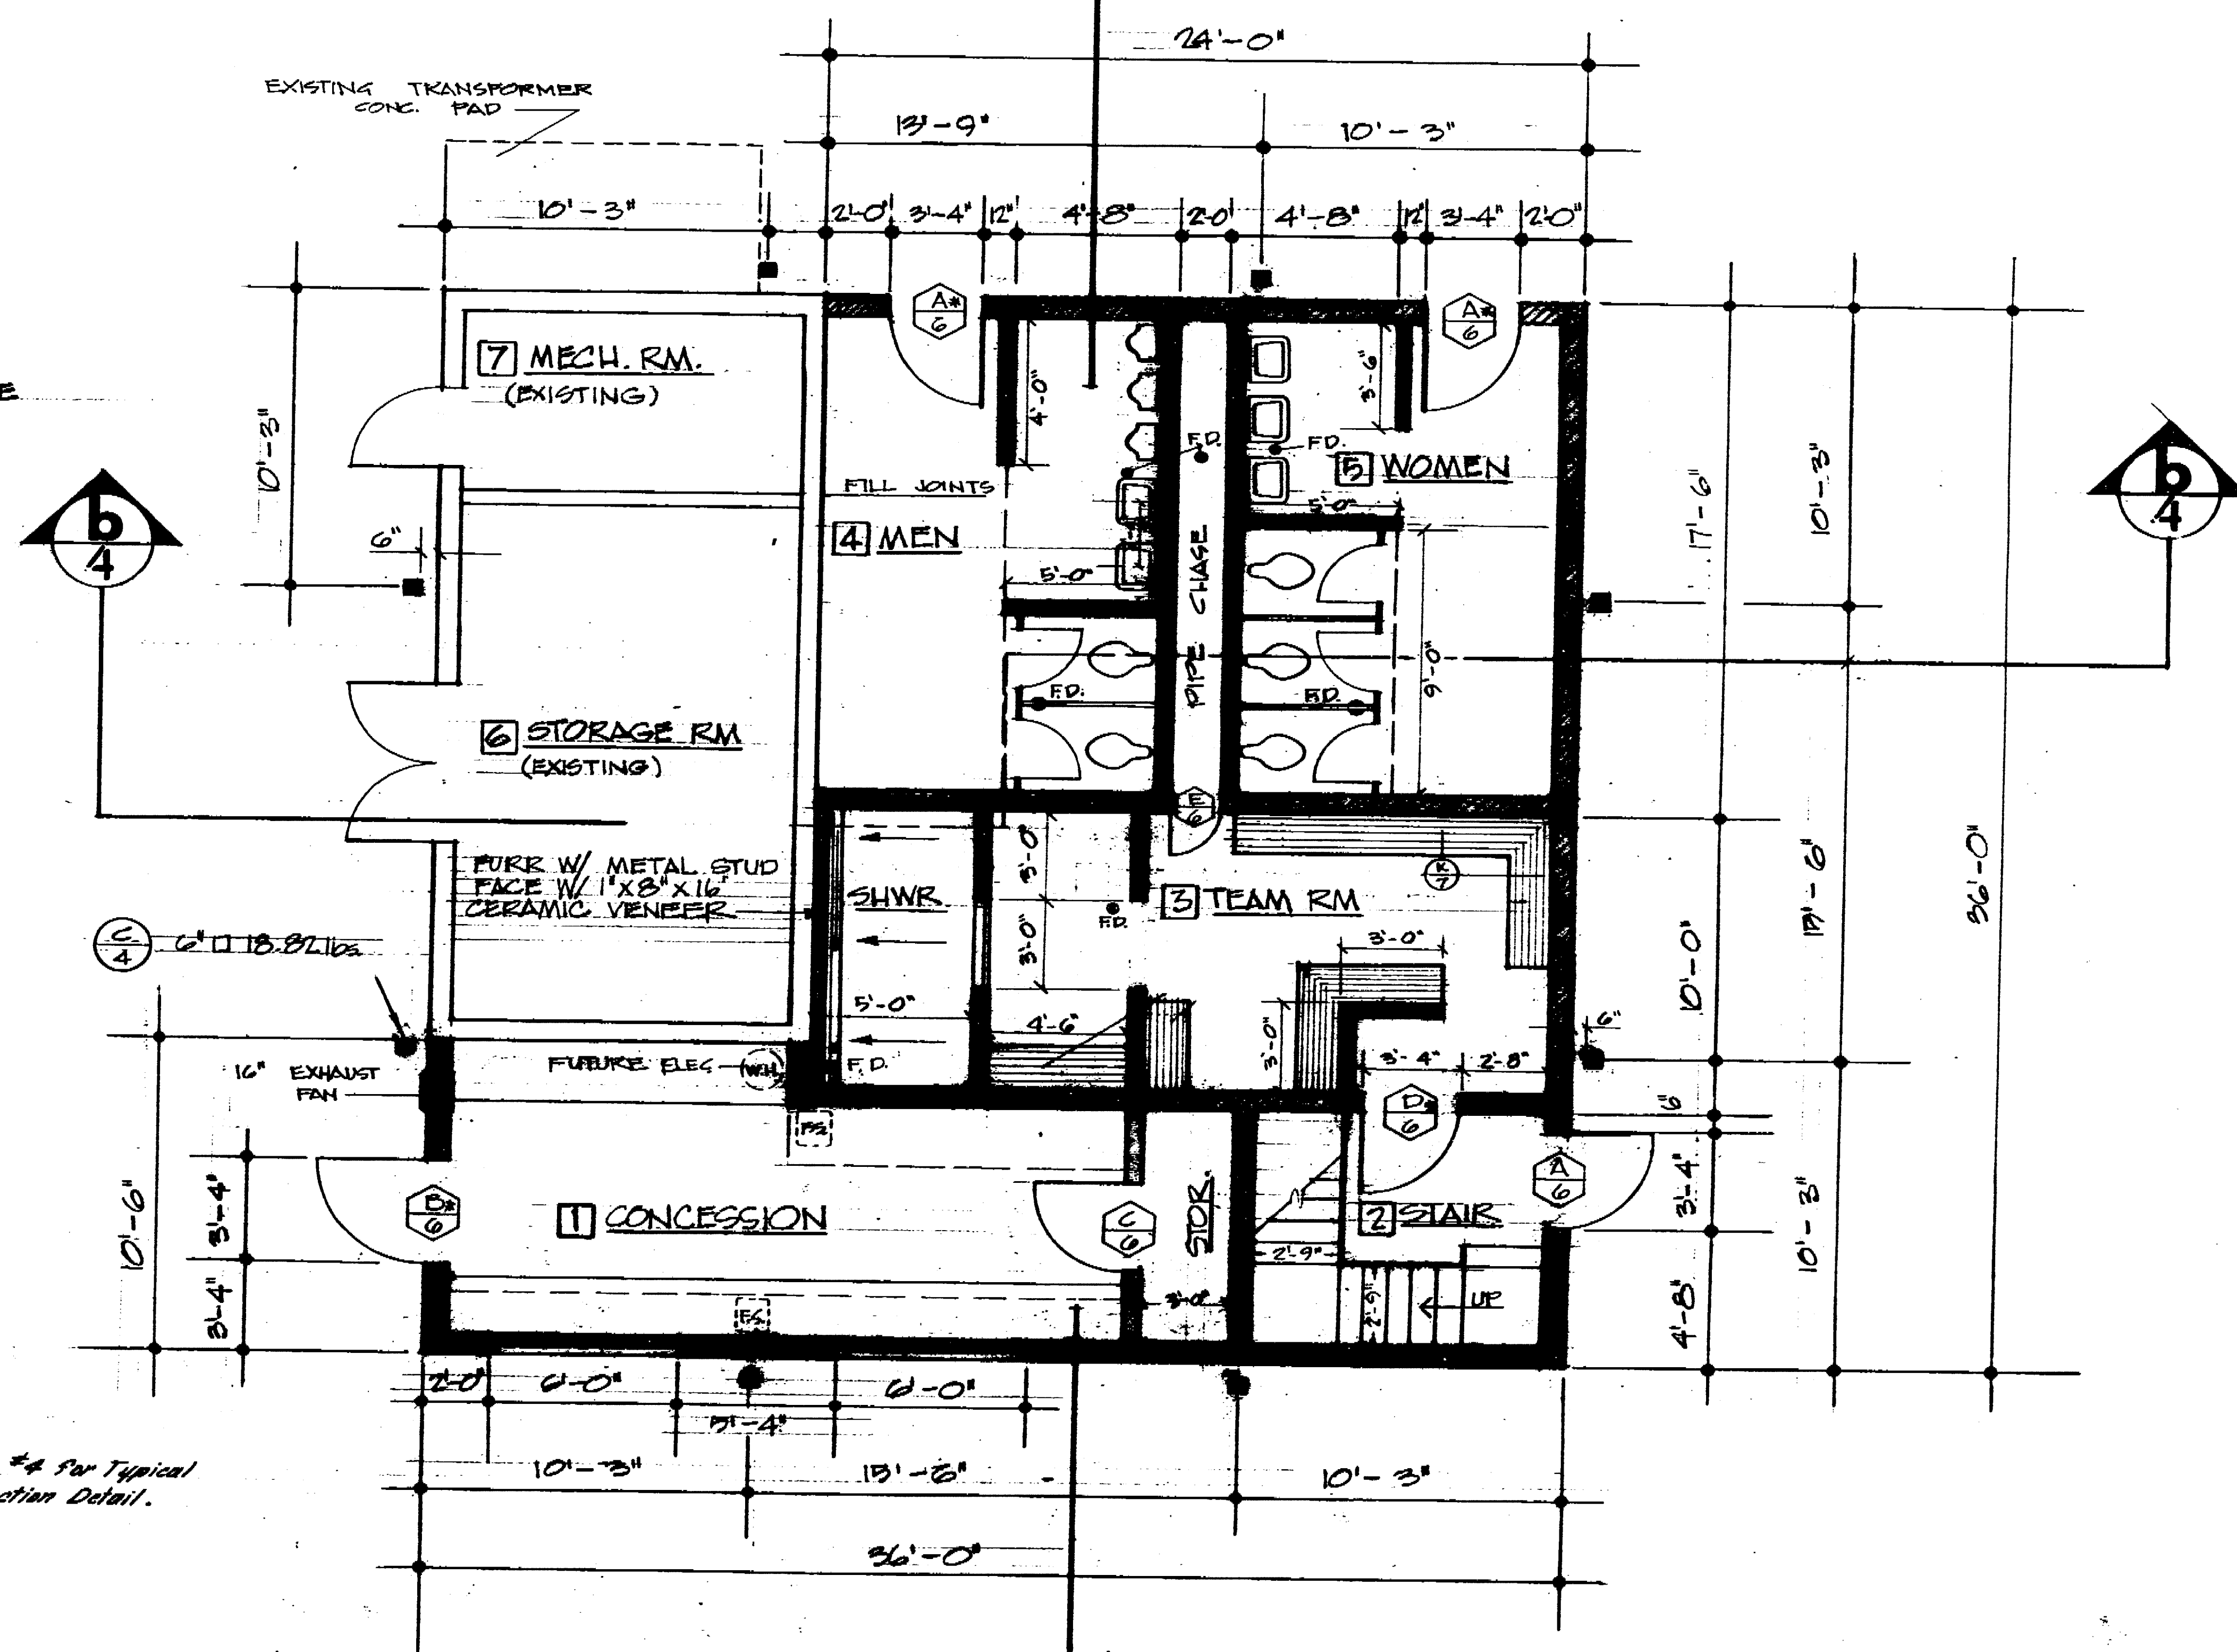 24'-0"
EXISTING TRANSFORMER
CONC. PAD
13'-9" 10'-3"
10'-3" 2'-0" 3'-4" 12" 4'-8" 2'-0" 4'-8" 12" 3'-4" 2'-0"
A* 6
A* 6
7 MECH. RM.
(EXISTING)
4'-0"
3'-6"
10'-3"
F.D.
F.D.
5 WOMEN
FILL JOINTS
5'-0"
4 MEN
6"
5'-0"
b 4
b 4
17'-6"
10'-3"
PIPE CHASE
9'-0"
F.D.
F.D.
6 STORAGE RM
(EXISTING)
E 6
FURR W/ METAL STUD
FACE W/ 1"X8"X16"
CERAMIC VENEER
SHWR
3'-0"
3'-0"
F.D.
3 TEAM RM
K 7
15'-6"
36'-0"
C 4 6" □ 18.82 lbs.
3'-0"
10'-0"
5'-0"
4'-6"
3'-0"
6"
3'-4" 2'-8"
FUTURE ELEC W.H.
F.D.
16" EXHAUST
FAN
D* 6
6"
A 6
B* 6
1 CONCESSION
C 6
STOR.
2 STAIR
10'-6"
3'-4"
3'-4"
3'-4"
10'-3"
2'-9"
2'-9"
UP
3'-0"
F.S.
4'-8"
2'-0" 6'-0" 6'-0"
5'-4"
10'-3" 15'-6" 10'-3"
#4 for Typical
ction Detail.
36'-0"